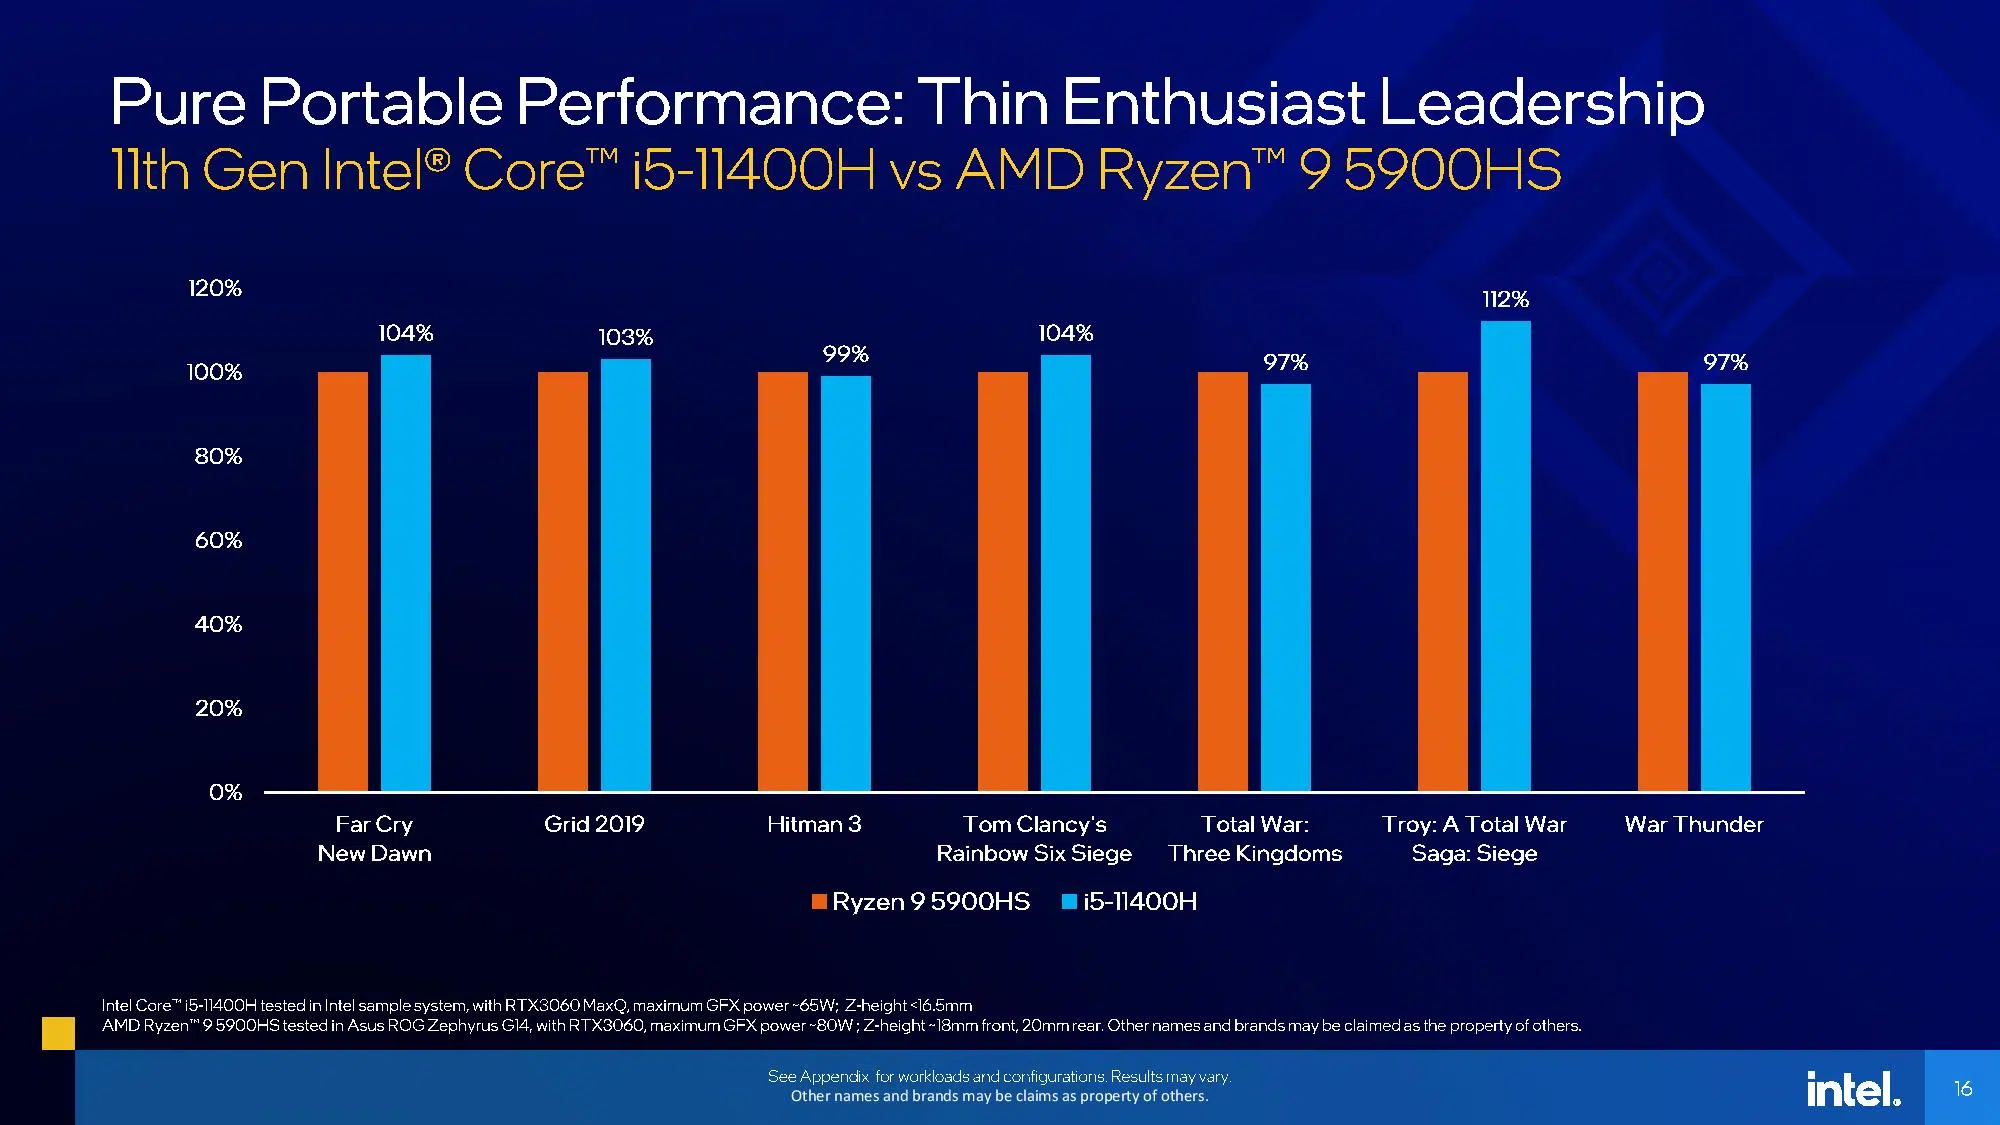 Pure Portable Performance: Thin Enthusiast Leadership
11th Gen Intel® Core™ i5-11400H vs AMD Ryzen™ 9 5900HS
120%
100%
80%
60%
40%
20%
0%
104%
103%
99%
104%
97%
112%
97%
Far Cry
New Dawn
Grid 2019
Hitman 3
Tom Clancy's
Rainbow Six Siege
Total War:
Three Kingdoms
Troy: A Total War
Saga: Siege
War Thunder
Ryzen 9 5900HS
i5-11400H
Intel Core™ i5-11400H tested in Intel sample system, with RTX3060 MaxQ, maximum GFX power ~65W; Z-height <16.5mm
AMD Ryzen™ 9 5900HS tested in Asus ROG Zephyrus G14, with RTX3060, maximum GFX power ~80W ; Z-height ~18mm front, 20mm rear. Other names and brands may be claimed as the property of others.
See Appendix for workloads and configurations. Results may vary.
Other names and brands may be claims as property of others.
intel.
16